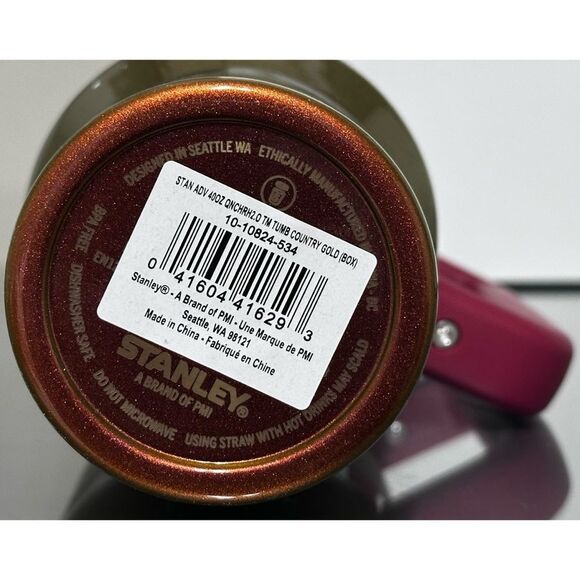 DESIGNED IN SEATTLE WA
ETHICALLY MANUFACTURED IN
BPA FREE
DISHWASHER SAFE
DO NOT MICROWAVE
USING STRAW WITH HOT DRINKS MAY SCALD
STAN ADV 40OZ QNCHRH2.0 TM TUMB COUNTRY GOLD (BOX)
10-10824-534
0 41604 41629 3
Stanley® - A Brand of PMI - Une Marque de PMI
Seattle, WA 98121
Made in China - Fabriqué en Chine
STANLEY®
A BRAND OF PMI